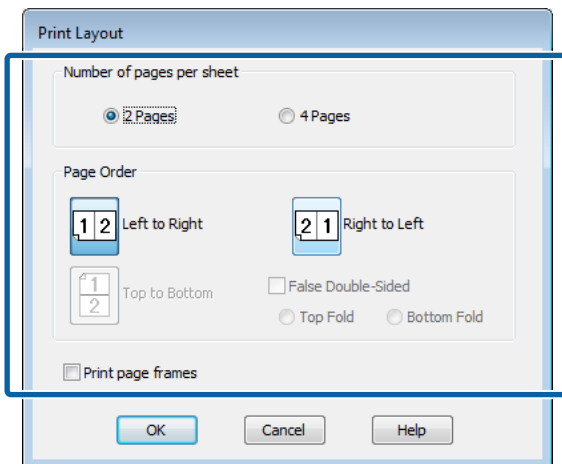 Print Layout
Number of pages per sheet
2 Pages 4 Pages
Page Order
1 2 Left to Right 2 1 Right to Left
1
2 Top to Bottom False Double-Sided
Top Fold Bottom Fold
Print page frames
OK Cancel Help